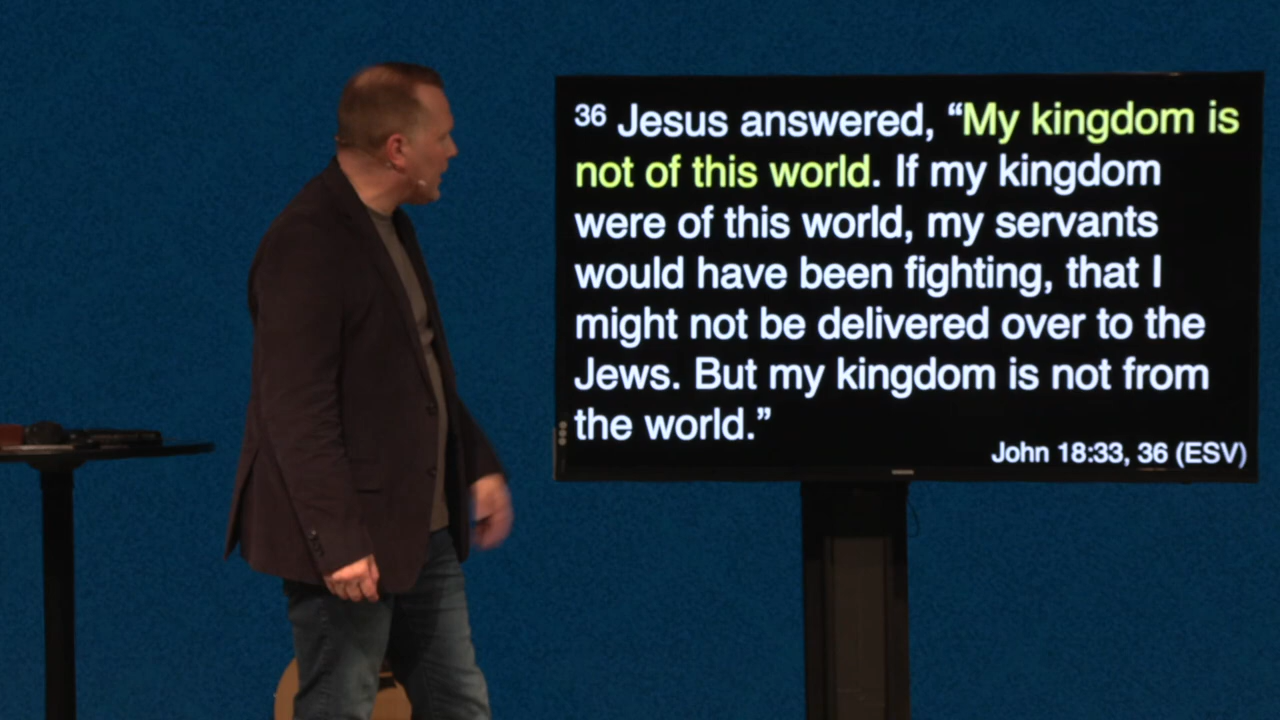 36 Jesus answered, “My kingdom is
not of this world. If my kingdom
were of this world, my servants
would have been fighting, that I
might not be delivered over to the
Jews. But my kingdom is not from
the world.”
John 18:33, 36 (ESV)